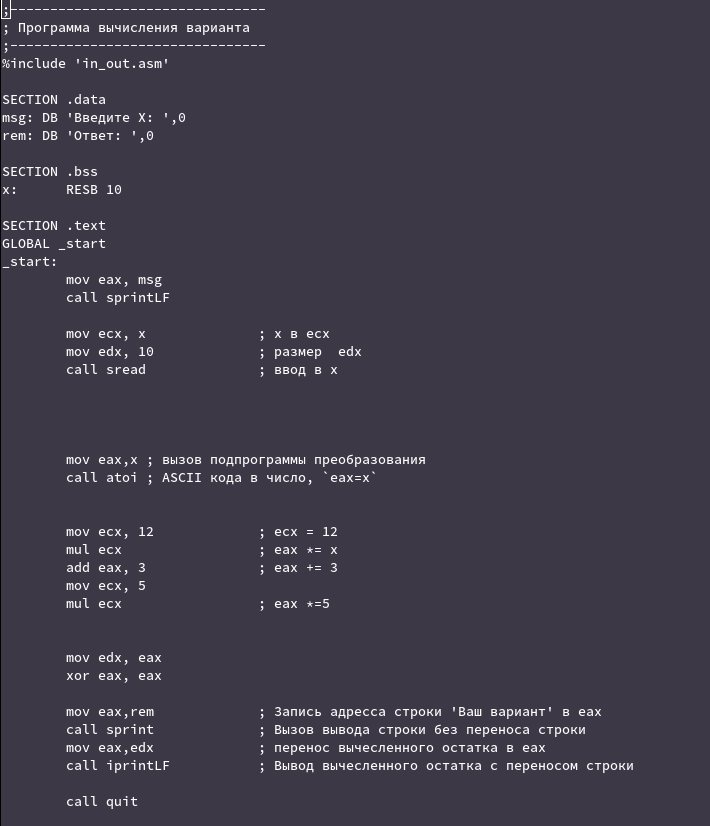 ;--------------------------------
; Программа вычисления варианта
;--------------------------------
%include 'in_out.asm'
SECTION .data
msg: DB 'Введите X: ',0
rem: DB 'Ответ: ',0
SECTION .bss
x:      RESB 10
SECTION .text
GLOBAL _start
_start:
        mov eax, msg
        call sprintLF
        mov ecx, x              ; x в ecx
        mov edx, 10             ; размер  edx
        call sread              ; ввод в x
        mov eax,x ; вызов подпрограммы преобразования
        call atoi ; ASCII кода в число, `eax=x`
        mov ecx, 12             ; ecx = 12
        mul ecx                 ; eax *= x
        add eax, 3              ; eax += 3
        mov ecx, 5
        mul ecx                 ; eax *=5
        mov edx, eax
        xor eax, eax
        mov eax,rem             ; Запись адресса строки 'Ваш вариант' в eax
        call sprint             ; Вызов вывода строки без переноса строки
        mov eax,edx             ; перенос вычесленного остатка в eax
        call iprintLF           ; Вывод вычесленного остатка с переносом строки
        call quit